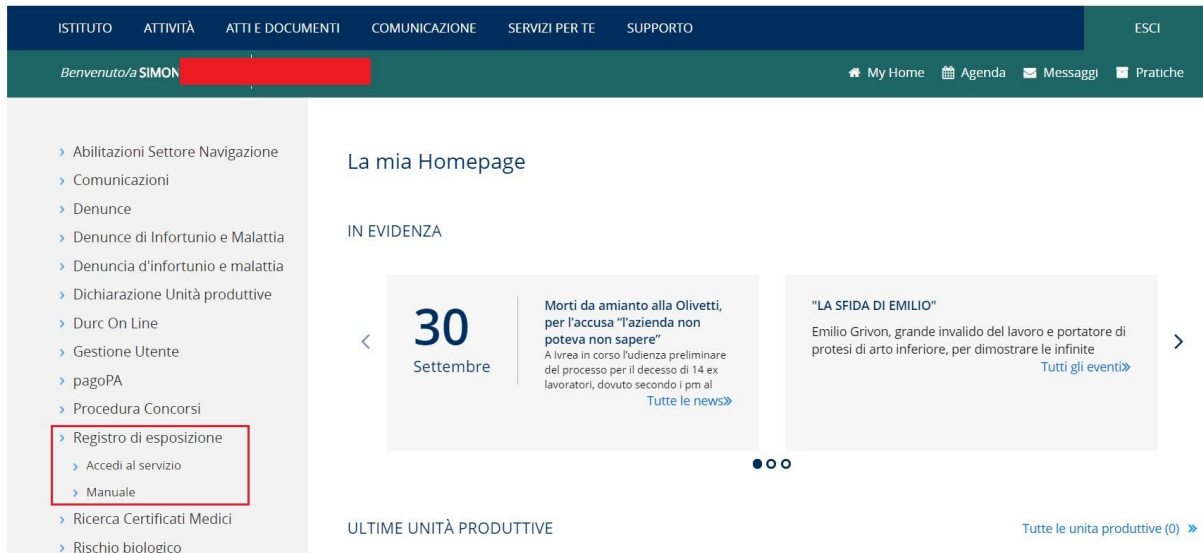 ISTITUTO ATTIVITÀ ATTI E DOCUMENTI COMUNICAZIONE SERVIZI PER TE SUPPORTO ESCI
Benvenuto/a SIMON My Home Agenda Messaggi Pratiche
Abilitazioni Settore Navigazione
Comunicazioni
Denunce
Denunce di Infortunio e Malattia
Denuncia d'infortunio e malattia
Dichiarazione Unità produttive
Durc On Line
Gestione Utente
pagoPA
Procedura Concorsi
Registro di esposizione
Accedi al servizio
Manuale
Ricerca Certificati Medici
Rischio biologico
La mia Homepage
IN EVIDENZA
30
Settembre
Morti da amianto alla Olivetti,
per l'accusa “l'azienda non
poteva non sapere”
A Ivrea in corso l'udienza preliminare
del processo per il decesso di 14 ex
lavoratori, dovuto secondo i pm al
Tutte le news»
"LA SFIDA DI EMILIO"
Emilio Grivon, grande invalido del lavoro e portatore di
protesi di arto inferiore, per dimostrare le infinite
Tutti gli eventi»
ULTIME UNITÀ PRODUTTIVE Tutte le unita produttive (0) »